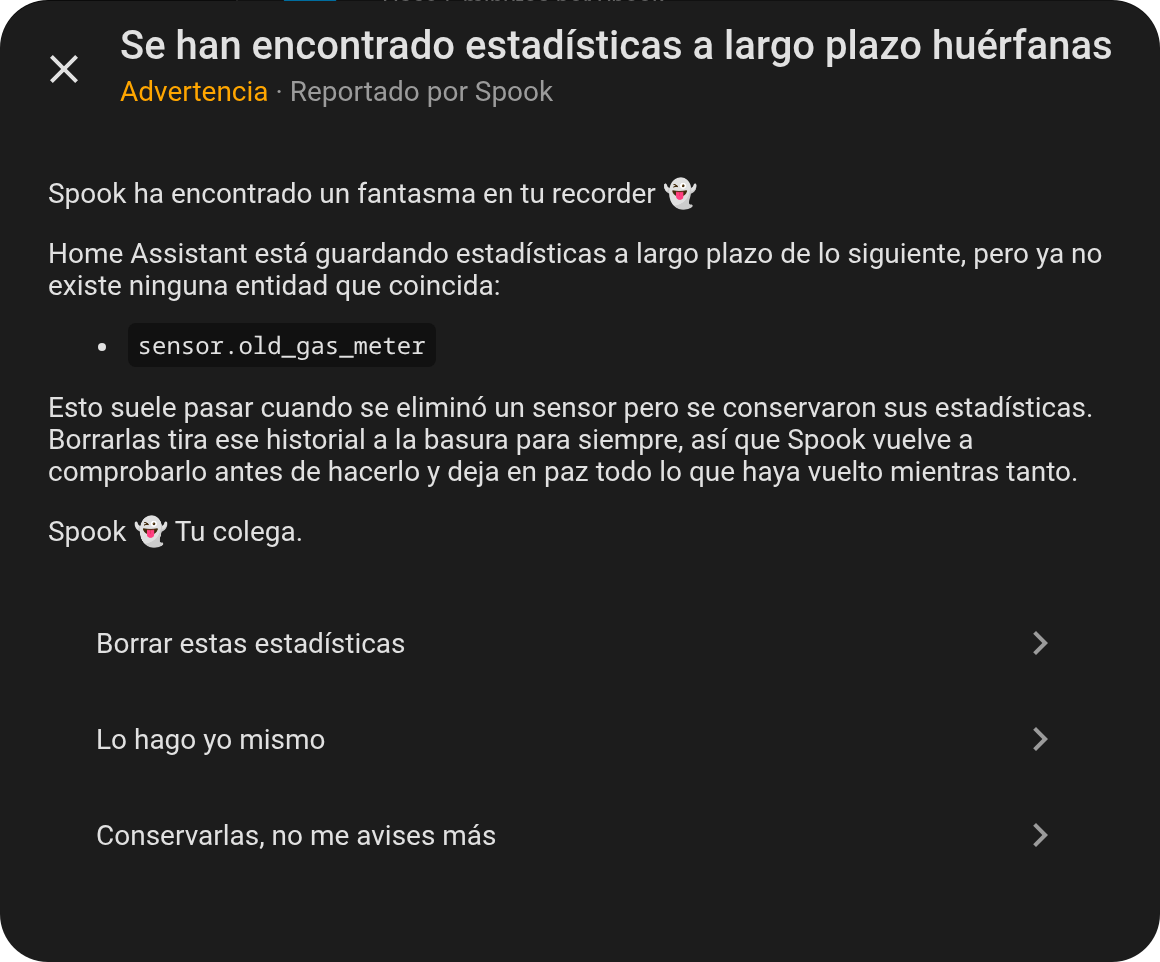 Se han encontrado estadísticas a largo plazo huérfanas
Advertencia · Reportado por Spook
Spook ha encontrado un fantasma en tu recorder 👻
Home Assistant está guardando estadísticas a largo plazo de lo siguiente, pero ya no
existe ninguna entidad que coincida:
• sensor.old_gas_meter
Esto suele pasar cuando se eliminó un sensor pero se conservaron sus estadísticas.
Borrarlas tira ese historial a la basura para siempre, así que Spook vuelve a
comprobarlo antes de hacerlo y deja en paz todo lo que haya vuelto mientras tanto.
Spook 👻 Tu colega.
Borrar estas estadísticas
Lo hago yo mismo
Conservarlas, no me avises más